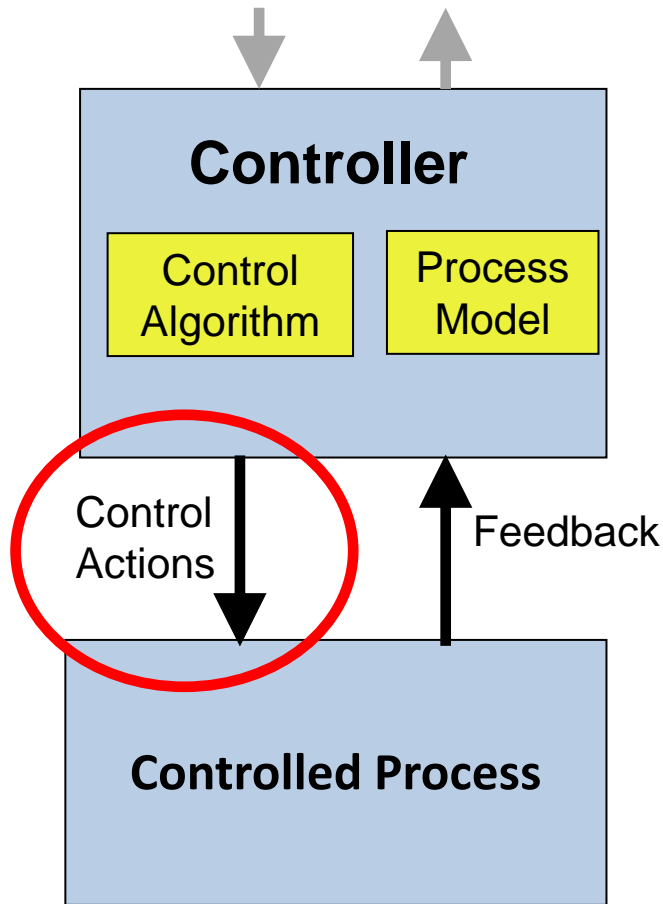 Controller
Control
Algorithm
Process
Model
Control
Actions
Feedback
Controlled Process